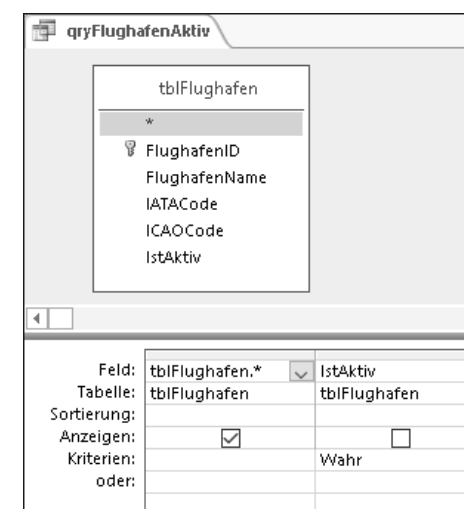 qryFlughafenAktiv
tblFlughafen
*
FlughafenID
FlughafenName
IATACode
ICAOCode
IstAktiv
Feld: tblFlughafen.* IstAktiv
Tabelle: tblFlughafen tblFlughafen
Sortierung:
Anzeigen:
Kriterien: Wahr
oder: